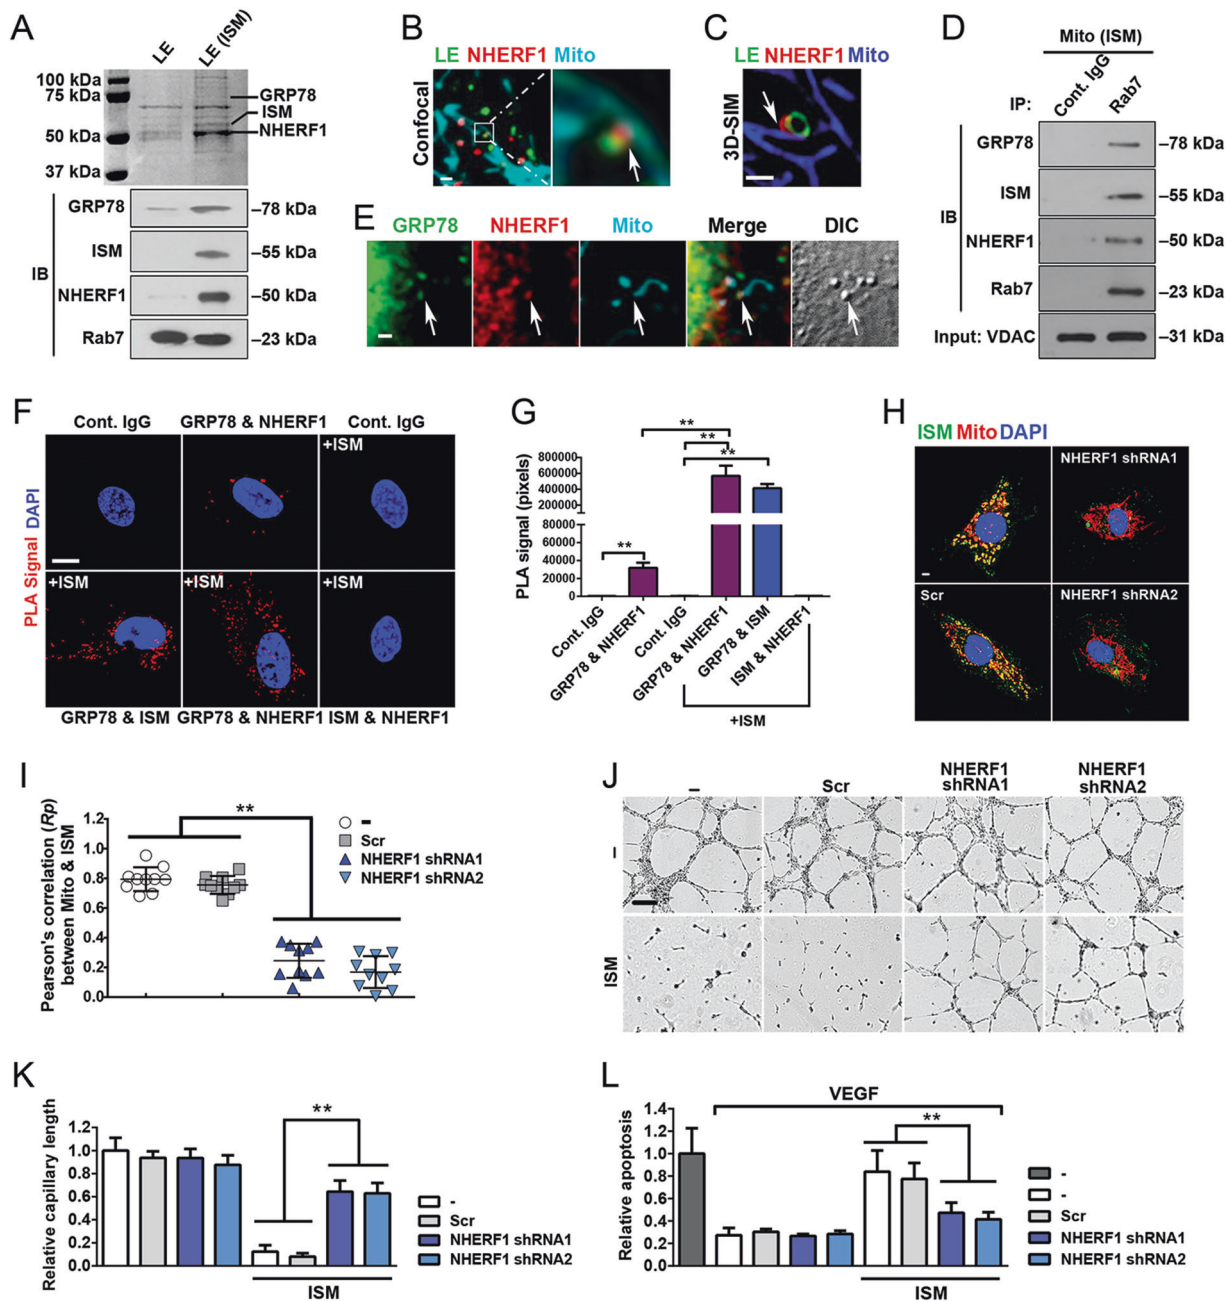 A
LE
LE (ISM)
100 kDa
75 kDa
50 kDa
37 kDa
GRP78
ISM
NHERF1
IB
GRP78
–78 kDa
ISM
–55 kDa
NHERF1
–50 kDa
Rab7
–23 kDa
B
LE NHERF1 Mito
Confocal
C
LE NHERF1 Mito
3D-SIM
D
Mito (ISM)
IP:
Cont. IgG
Rab7
IB
GRP78
–78 kDa
ISM
–55 kDa
NHERF1
–50 kDa
Rab7
–23 kDa
Input: VDAC
–31 kDa
E
GRP78
NHERF1
Mito
Merge
DIC
F
Cont. IgG
GRP78 & NHERF1
Cont. IgG
PLA Signal DAPI
+ISM
+ISM
+ISM
+ISM
GRP78 & ISM
GRP78 & NHERF1
ISM & NHERF1
G
PLA signal (pixels)
800000
600000
400000
80000
60000
40000
20000
0
**
**
**
**
Cont. IgG
GRP78 & NHERF1
Cont. IgG
GRP78 & NHERF1
GRP78 & ISM
ISM & NHERF1
+ISM
H
ISM Mito DAPI
NHERF1 shRNA1
Scr
NHERF1 shRNA2
I
Pearson's correlation (Rp)
between Mito & ISM
1.2
1.0
0.8
0.6
0.4
0.2
0.0
**
-
Scr
NHERF1 shRNA1
NHERF1 shRNA2
J
–
Scr
NHERF1
shRNA1
NHERF1
shRNA2
–
ISM
K
Relative capillary length
1.4
1.2
1.0
0.8
0.6
0.4
0.2
0.0
**
ISM
-
Scr
NHERF1 shRNA1
NHERF1 shRNA2
L
VEGF
Relative apoptosis
1.4
1.2
1.0
0.8
0.6
0.4
0.2
0.0
**
ISM
-
-
Scr
NHERF1 shRNA1
NHERF1 shRNA2